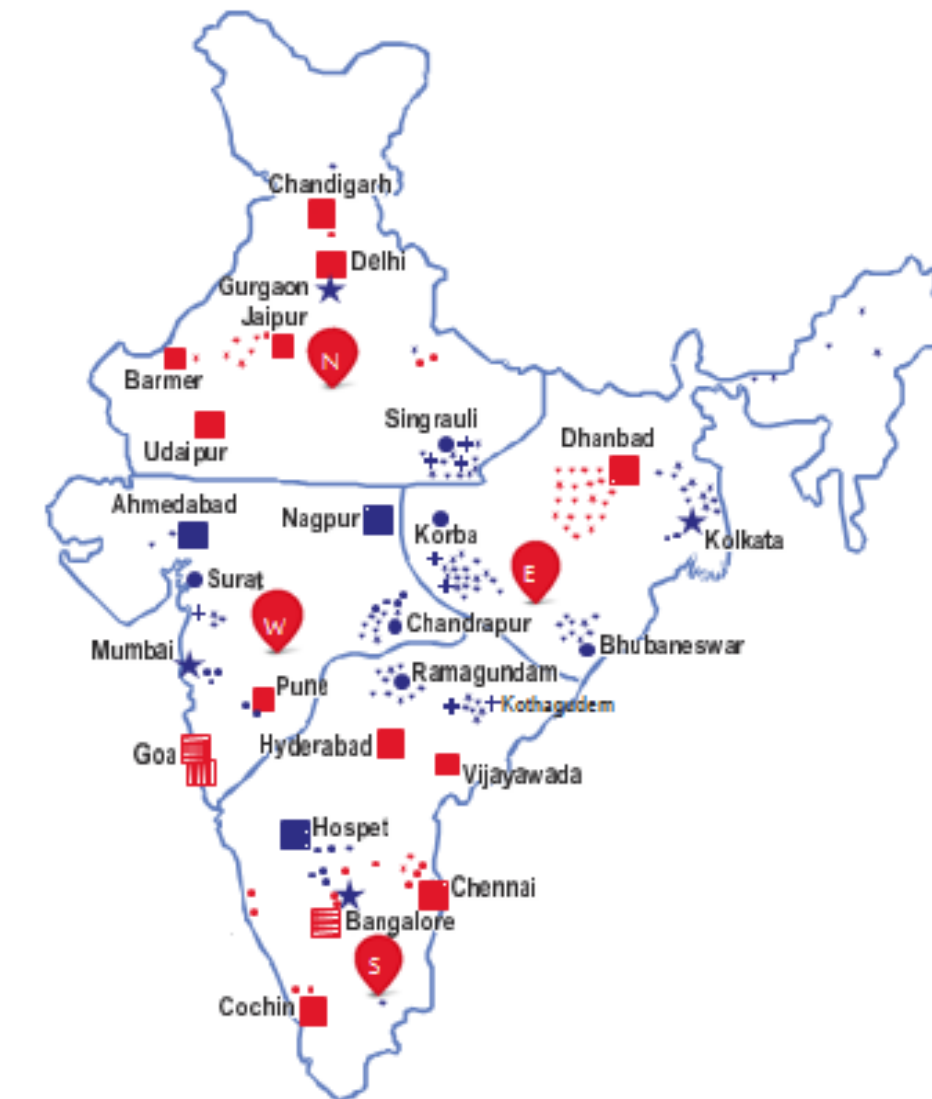 Chandigarh
Delhi
Gurgaon
Jaipur
N
Barmer
Singrauli
Udaipur
Dhanbad
Ahmedabad
Nagpur
Korba
Kolkata
E
Surat
W
Chandrapur
Mumbai
Bhubaneswar
Ramagundam
Pune
Kothagudem
Goa
Hyderabad
Vijayawada
Hospet
Chennai
Bangalore
S
Cochin